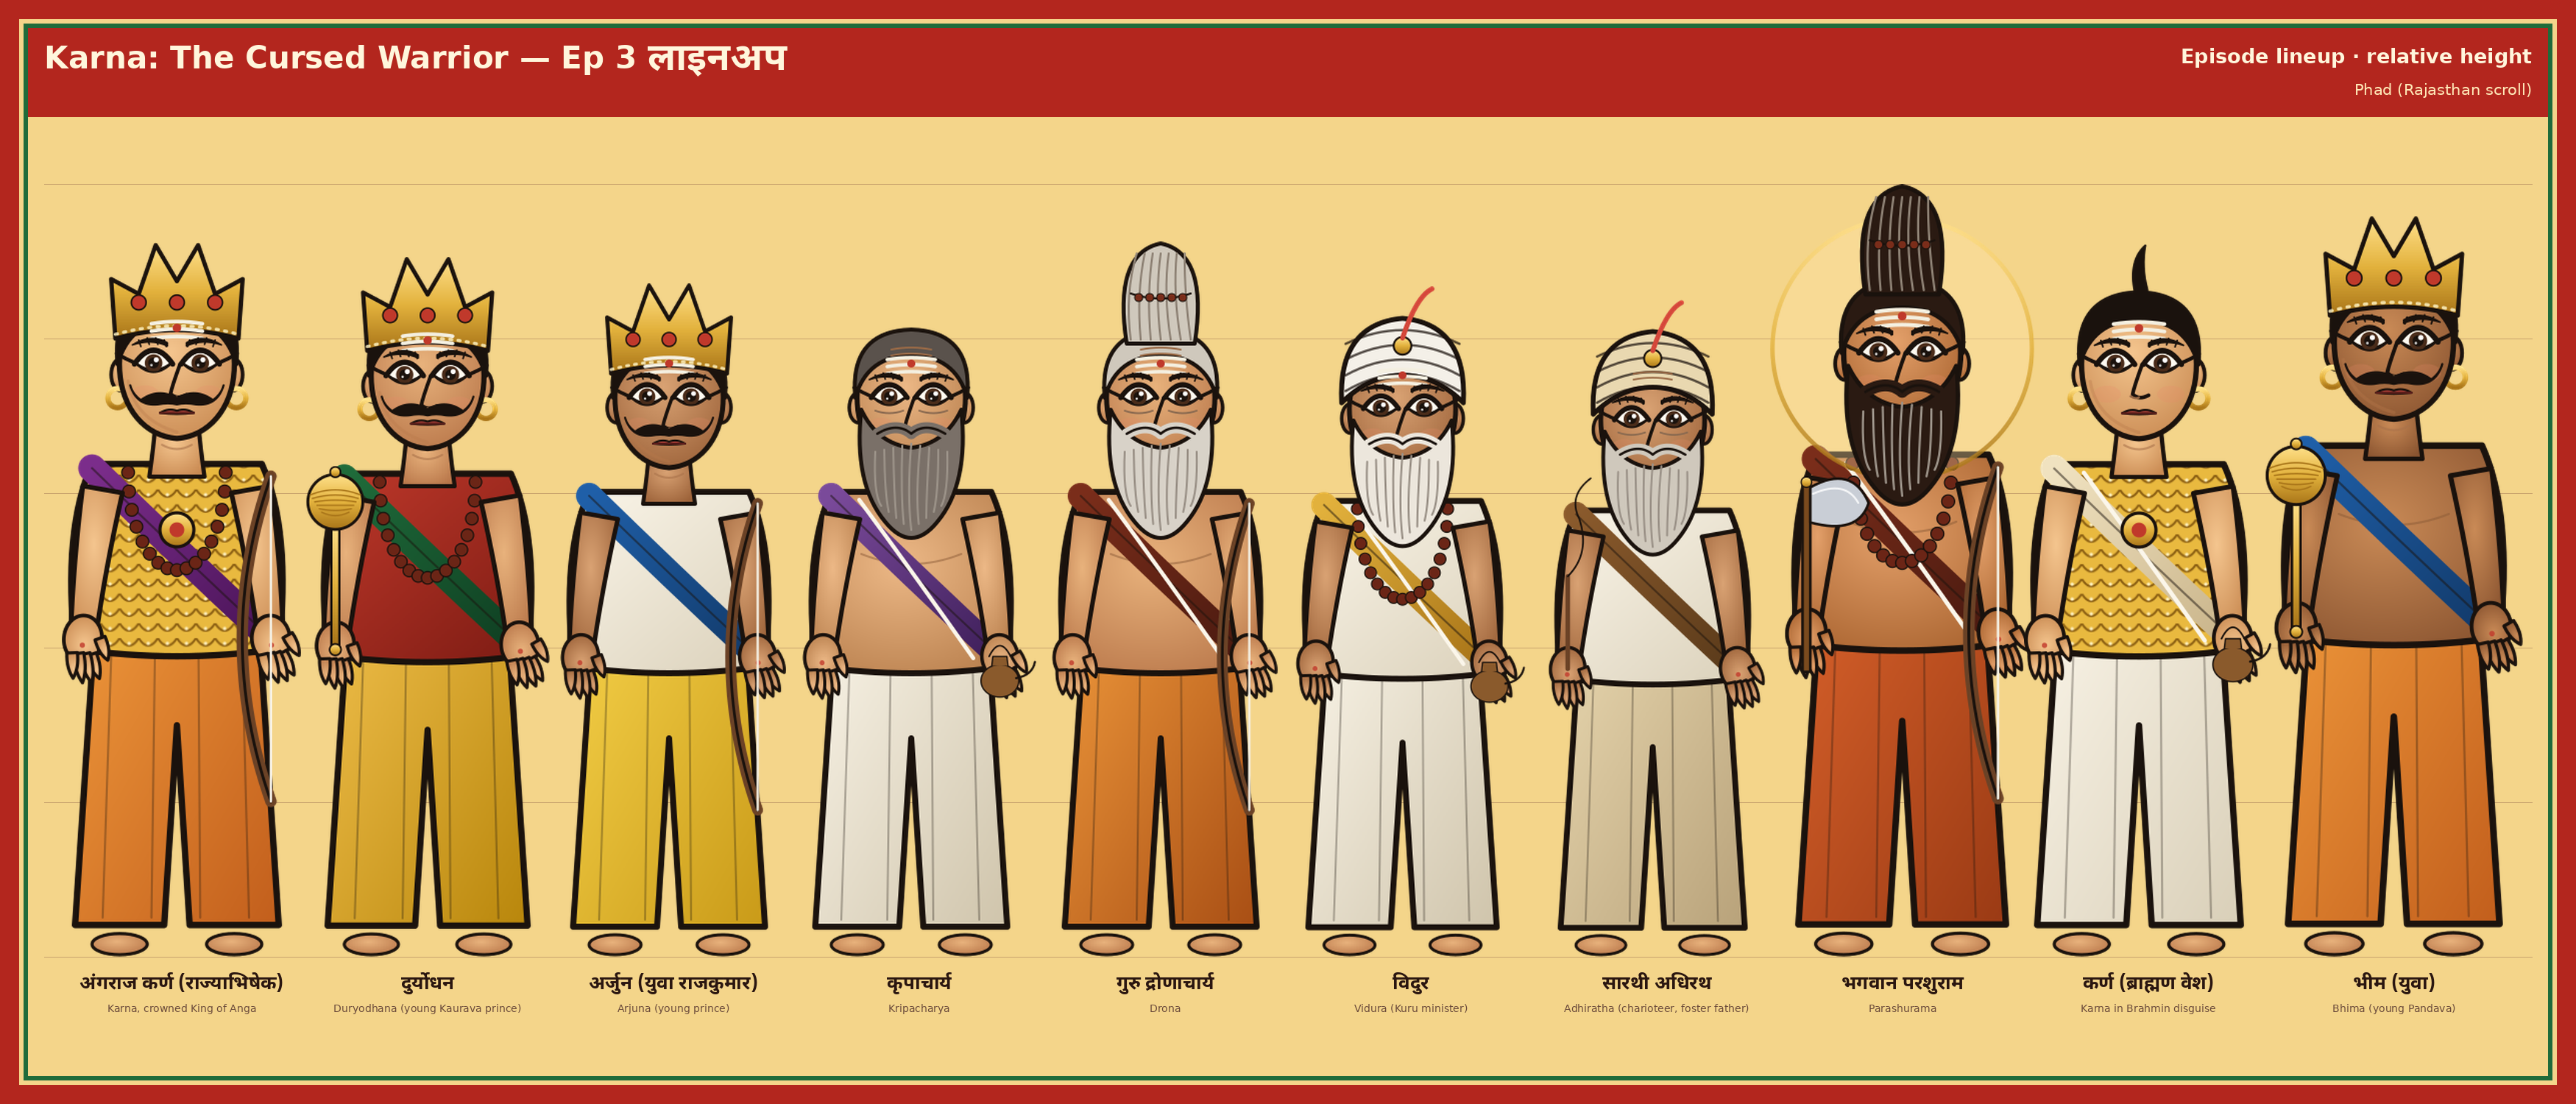 Karna: The Cursed Warrior — Ep 3 लाइनअप
Episode lineup · relative height
Phad (Rajasthan scroll)
अंगराज कर्ण (राज्याभिषेक)
Karna, crowned King of Anga
दुर्योधन
Duryodhana (young Kaurava prince)
अर्जुन (युवा राजकुमार)
Arjuna (young prince)
कृपाचार्य
Kripacharya
गुरु द्रोणाचार्य
Drona
विदुर
Vidura (Kuru minister)
सारथी अधिरथ
Adhiratha (charioteer, foster father)
भगवान परशुराम
Parashurama
कर्ण (ब्राह्मण वेश)
Karna in Brahmin disguise
भीम (युवा)
Bhima (young Pandava)